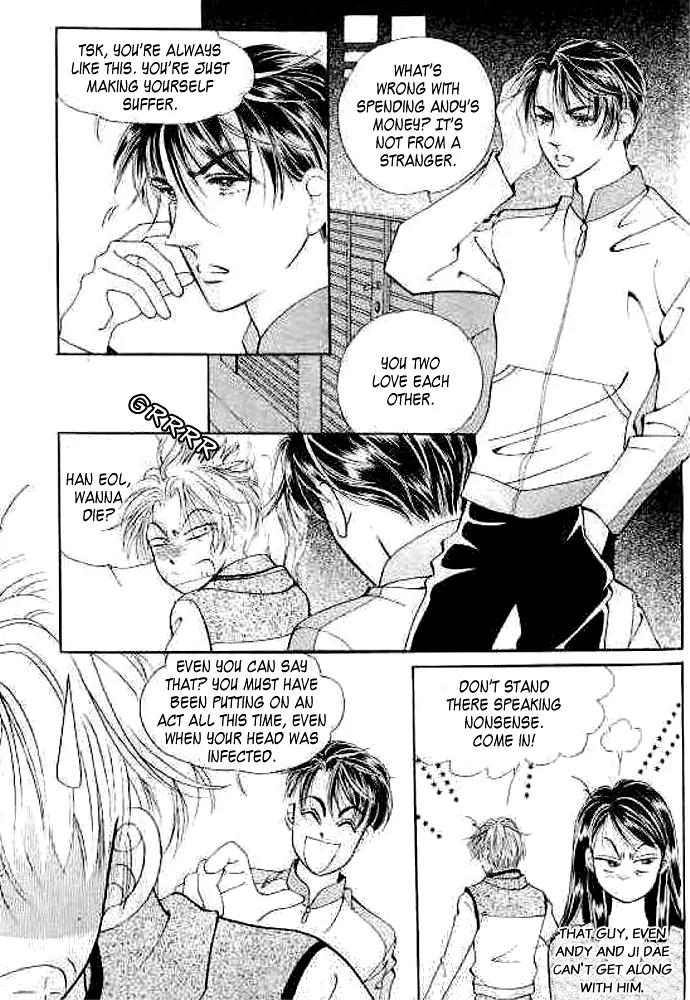 TSK, YOU'RE ALWAYS
LIKE THIS. YOU'RE JUST
MAKING YOURSELF
SUFFER.
WHAT'S
WRONG WITH
SPENDING ANDY'S
MONEY? IT'S
NOT FROM A
STRANGER.
YOU TWO
LOVE EACH
OTHER.
GRRRR
HAN EOL,
WANNA
DIE?
EVEN YOU CAN SAY
THAT? YOU MUST HAVE
BEEN PUTTING ON AN
ACT ALL THIS TIME, EVEN
WHEN YOUR HEAD WAS
INFECTED.
DON'T STAND
THERE SPEAKING
NONSENSE.
COME IN!
THAT GUY, EVEN
ANDY AND JI DAE
CAN'T GET ALONG
WITH HIM.